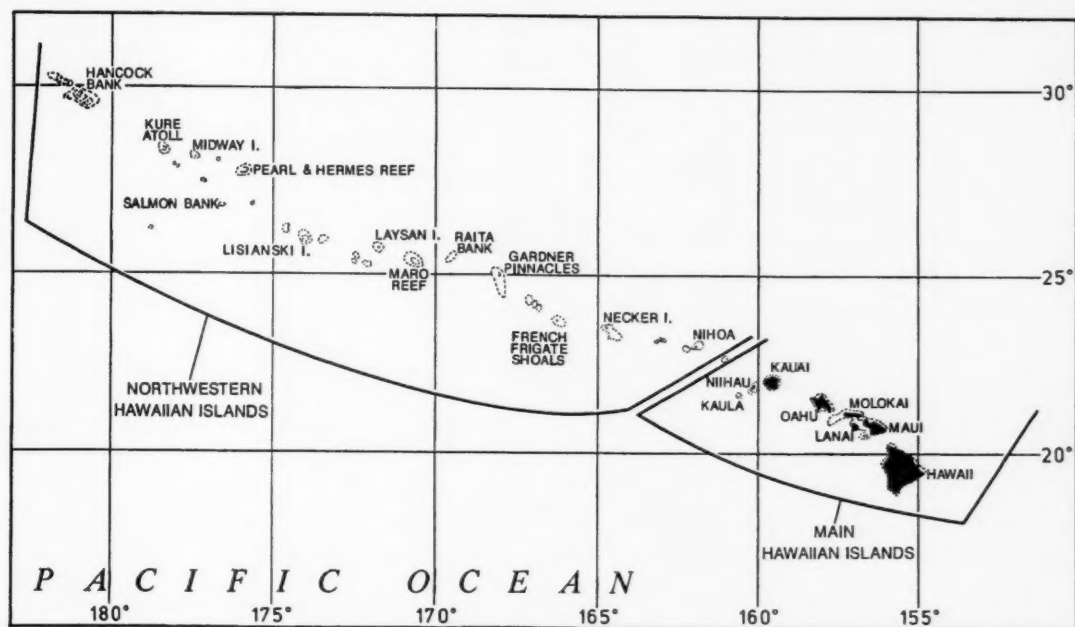 HANCOCK
BANK
30°
KURE
ATOLL
MIDWAY I.
PEARL & HERMES REEF
SALMON BANK
LISIANSKI I.
LAYSAN I.
RAITA
BANK
MARO
REEF
GARDNER
PINNACLES
25°
NECKER I.
FRENCH
FRIGATE
SHOALS
NIHOA
NORTHWESTERN
HAWAIIAN ISLANDS
KAUAI
NIIHAU
KAULA
OAHU
MOLOKAI
LANAI
MAUI
20°
HAWAII
MAIN
HAWAIIAN ISLANDS
PACIFIC OCEAN
180° 175° 170° 165° 160° 155°